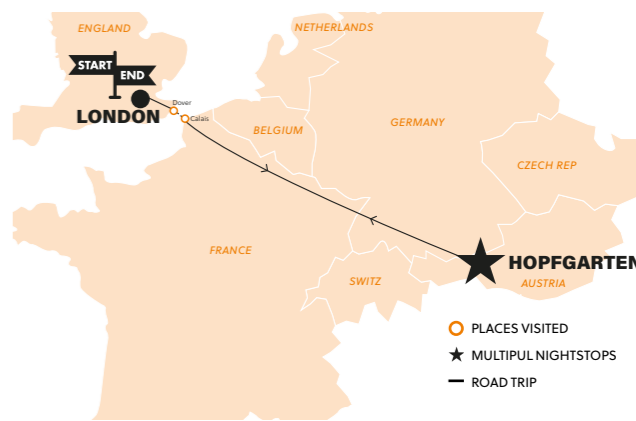 ENGLAND
NETHERLANDS
START
END
Dover
LONDON
Calais
BELGIUM
GERMANY
CZECH REP
FRANCE
SWITZ
HOPFGARTEN
AUSTRIA
PLACES VISITED
MULTIPUL NIGHTSTOPS
ROAD TRIP